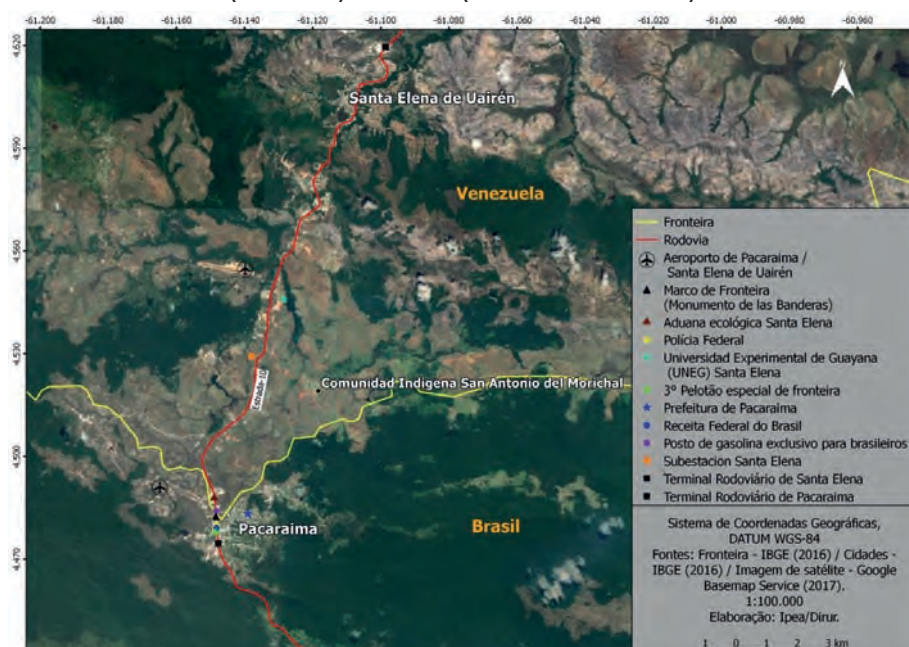 -61.200
-61.180
-61.160
-61.140
-61.120
-61.100
-61.080
-61.060
-61.040
-61.020
-61.000
-60.980
-60.960
4.620
4.590
4.560
4.530
4.500
4.470
N
Santa Elena de Uairén
Venezuela
Estrada-10
Comunidad Indigena San Antonio del Morichal
Pacaraima
Brasil
Fronteira
Rodovia
Aeroporto de Pacaraima /
Santa Elena de Uairén
Marco de Fronteira
(Monumento de las Banderas)
Aduana ecológica Santa Elena
Polícia Federal
Universidad Experimental de Guayana
(UNEG) Santa Elena
3º Pelotão especial de fronteira
Prefeitura de Pacaraima
Receita Federal do Brasil
Posto de gasolina exclusivo para brasileiros
Subestacion Santa Elena
Terminal Rodoviário de Santa Elena
Terminal Rodoviário de Pacaraima
Sistema de Coordenadas Geográficas,
DATUM WGS-84
Fontes: Fronteira - IBGE (2016) / Cidades -
IBGE (2016) / Imagem de satélite - Google
Basemap Service (2017).
1:100.000
Elaboração: Ipea/Dirur.
1 0 1 2 3 km